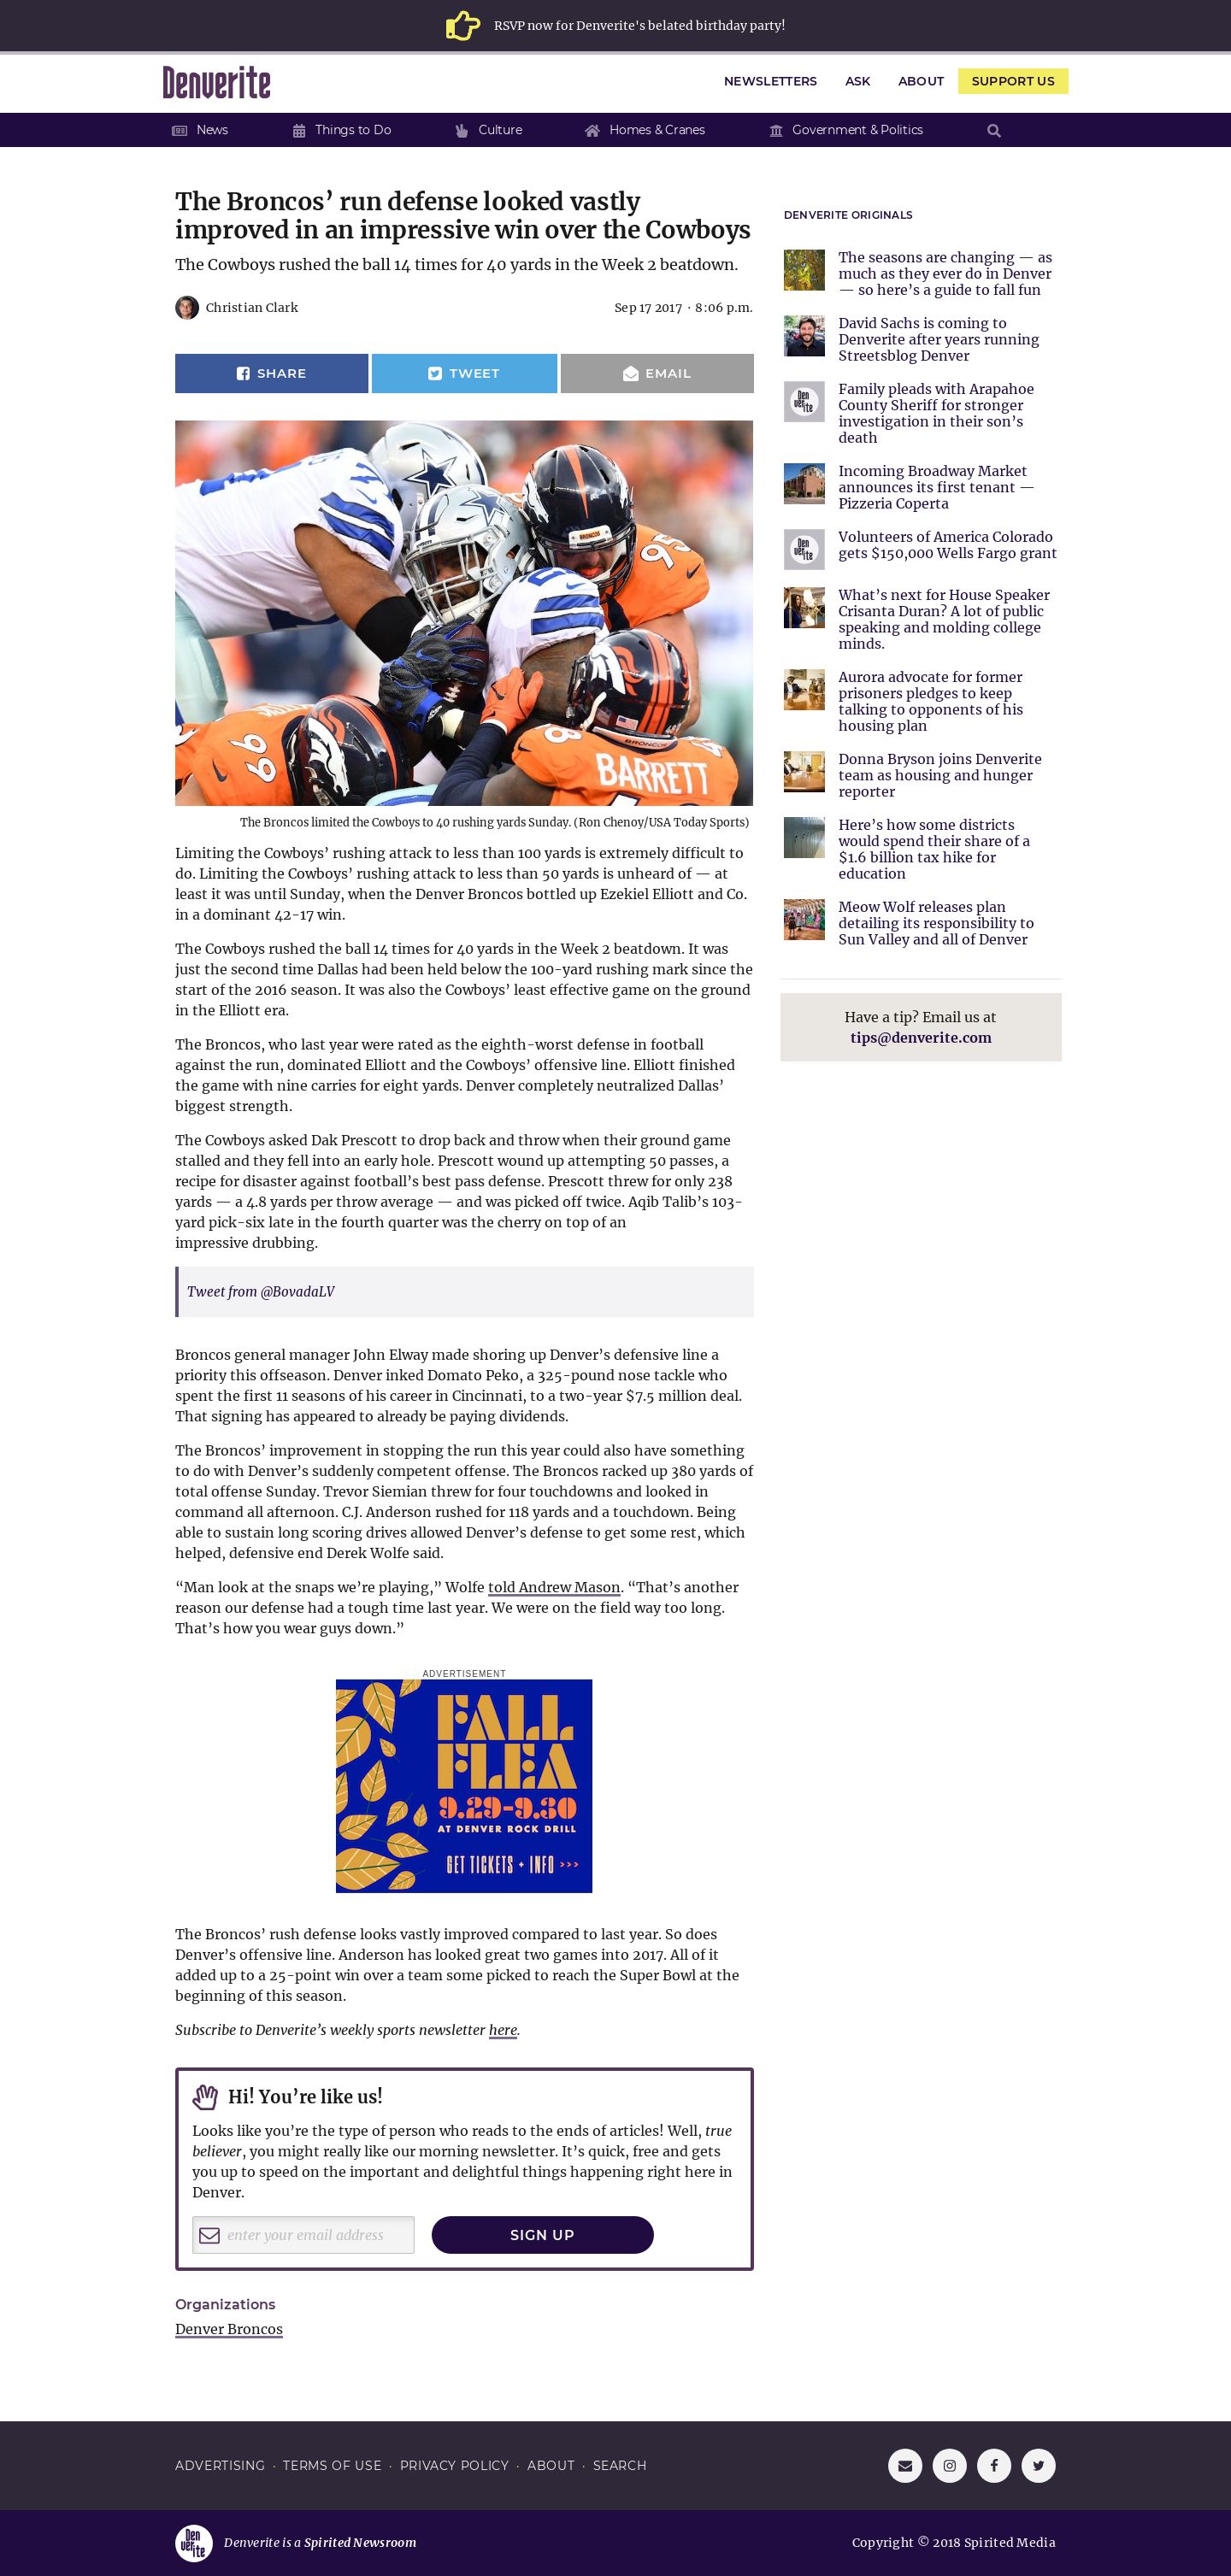 RSVP now for Denverite's belated birthday party!
Denverite
NEWSLETTERS ASK ABOUT SUPPORT US
News Things to Do Culture Homes & Cranes Government & Politics
The Broncos’ run defense looked vastly
improved in an impressive win over the Cowboys
The Cowboys rushed the ball 14 times for 40 yards in the Week 2 beatdown.
Christian Clark Sep 17 2017 · 8:06 p.m.
SHARE TWEET EMAIL
95
66
BRONCOS
BARRETT
The Broncos limited the Cowboys to 40 rushing yards Sunday. (Ron Chenoy/USA Today Sports)
Limiting the Cowboys’ rushing attack to less than 100 yards is extremely difficult to
do. Limiting the Cowboys’ rushing attack to less than 50 yards is unheard of — at
least it was until Sunday, when the Denver Broncos bottled up Ezekiel Elliott and Co.
in a dominant 42-17 win.
The Cowboys rushed the ball 14 times for 40 yards in the Week 2 beatdown. It was
just the second time Dallas had been held below the 100-yard rushing mark since the
start of the 2016 season. It was also the Cowboys’ least effective game on the ground
in the Elliott era.
The Broncos, who last year were rated as the eighth-worst defense in football
against the run, dominated Elliott and the Cowboys’ offensive line. Elliott finished
the game with nine carries for eight yards. Denver completely neutralized Dallas’
biggest strength.
The Cowboys asked Dak Prescott to drop back and throw when their ground game
stalled and they fell into an early hole. Prescott wound up attempting 50 passes, a
recipe for disaster against football’s best pass defense. Prescott threw for only 238
yards — a 4.8 yards per throw average — and was picked off twice. Aqib Talib’s 103-
yard pick-six late in the fourth quarter was the cherry on top of an
impressive drubbing.
Tweet from @BovadaLV
Broncos general manager John Elway made shoring up Denver’s defensive line a
priority this offseason. Denver inked Domato Peko, a 325-pound nose tackle who
spent the first 11 seasons of his career in Cincinnati, to a two-year $7.5 million deal.
That signing has appeared to already be paying dividends.
The Broncos’ improvement in stopping the run this year could also have something
to do with Denver’s suddenly competent offense. The Broncos racked up 380 yards of
total offense Sunday. Trevor Siemian threw for four touchdowns and looked in
command all afternoon. C.J. Anderson rushed for 118 yards and a touchdown. Being
able to sustain long scoring drives allowed Denver’s defense to get some rest, which
helped, defensive end Derek Wolfe said.
“Man look at the snaps we’re playing,” Wolfe told Andrew Mason. “That’s another
reason our defense had a tough time last year. We were on the field way too long.
That’s how you wear guys down.”
ADVERTISEMENT
FALL
FLEA
9.29-9.30
AT DENVER ROCK DRILL
GET TICKETS + INFO >>>
The Broncos’ rush defense looks vastly improved compared to last year. So does
Denver’s offensive line. Anderson has looked great two games into 2017. All of it
added up to a 25-point win over a team some picked to reach the Super Bowl at the
beginning of this season.
Subscribe to Denverite’s weekly sports newsletter here.
Hi! You’re like us!
Looks like you’re the type of person who reads to the ends of articles! Well, true
believer, you might really like our morning newsletter. It’s quick, free and gets
you up to speed on the important and delightful things happening right here in
Denver.
enter your email address SIGN UP
Organizations
Denver Broncos
DENVERITE ORIGINALS
The seasons are changing — as
much as they ever do in Denver
— so here’s a guide to fall fun
David Sachs is coming to
Denverite after years running
Streetsblog Denver
Den
ver
ite
Family pleads with Arapahoe
County Sheriff for stronger
investigation in their son’s
death
Incoming Broadway Market
announces its first tenant —
Pizzeria Coperta
Den
ver
ite
Volunteers of America Colorado
gets $150,000 Wells Fargo grant
What’s next for House Speaker
Crisanta Duran? A lot of public
speaking and molding college
minds.
Aurora advocate for former
prisoners pledges to keep
talking to opponents of his
housing plan
Donna Bryson joins Denverite
team as housing and hunger
reporter
Here’s how some districts
would spend their share of a
$1.6 billion tax hike for
education
Meow Wolf releases plan
detailing its responsibility to
Sun Valley and all of Denver
Have a tip? Email us at
tips@denverite.com
ADVERTISING · TERMS OF USE · PRIVACY POLICY · ABOUT · SEARCH
Den
ver
ite
Denverite is a Spirited Newsroom Copyright © 2018 Spirited Media